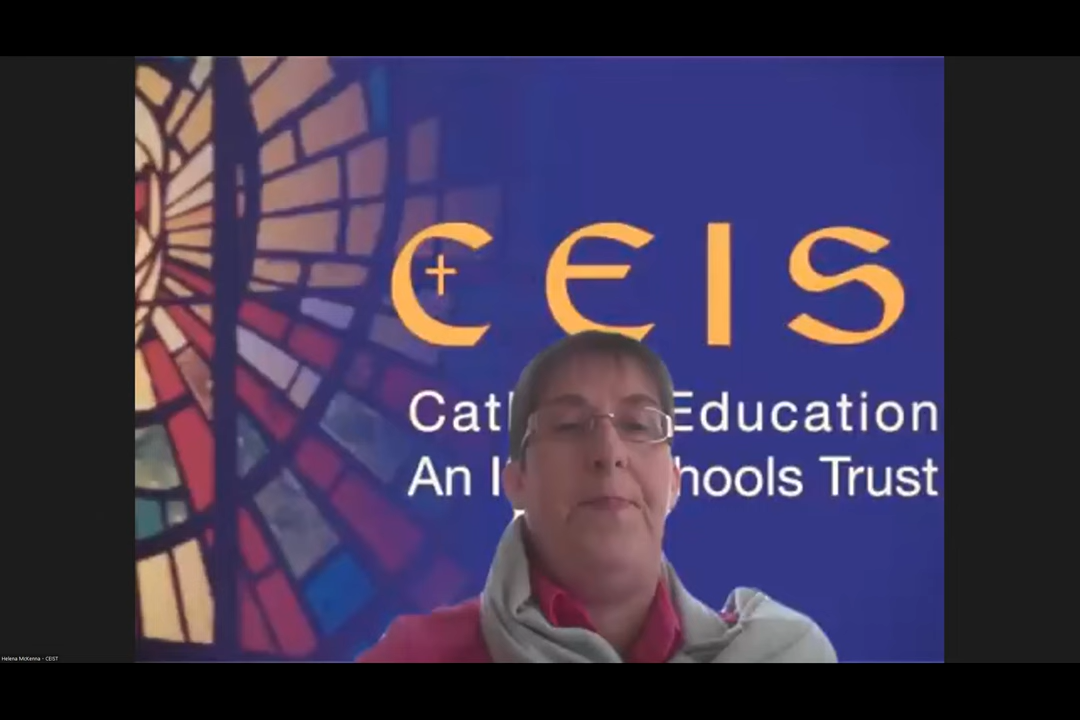 CEIS
Cat Education
An I hools Trust
Helena McKenna - CEIST